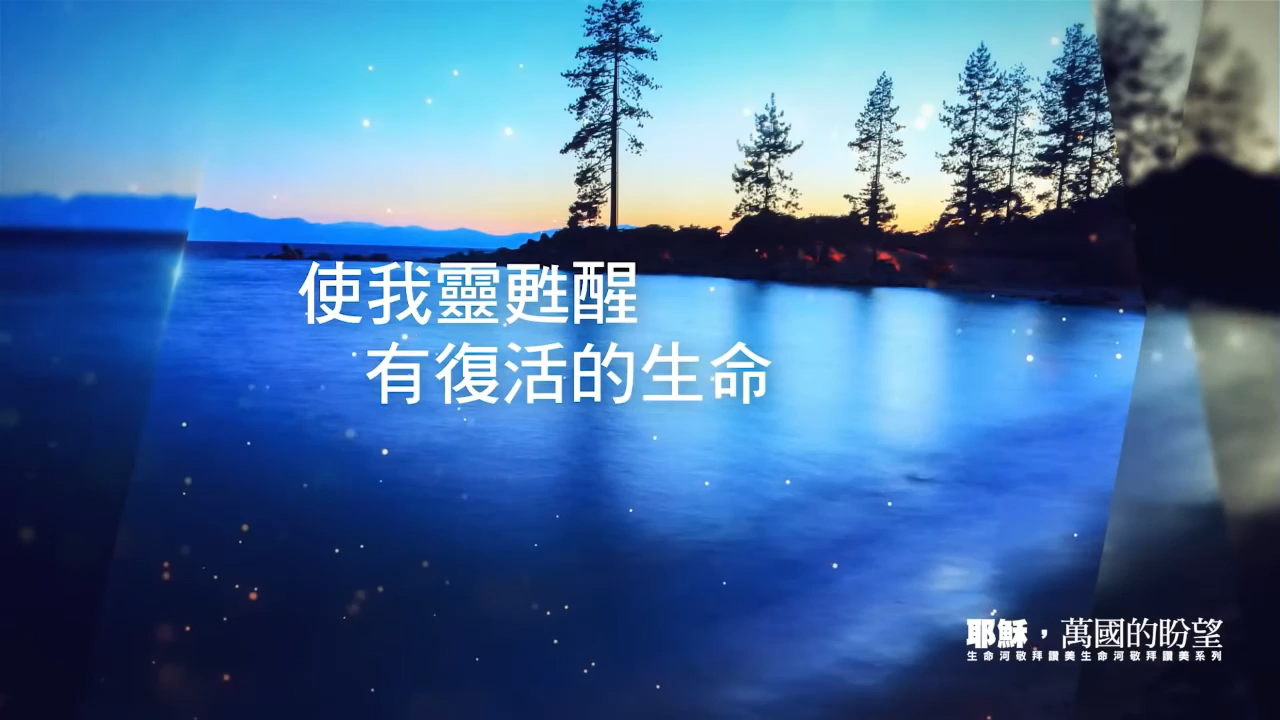 使我靈甦醒
有復活的生命
耶穌，萬國的盼望
生命河敬拜讚美生命河敬拜讚美系列